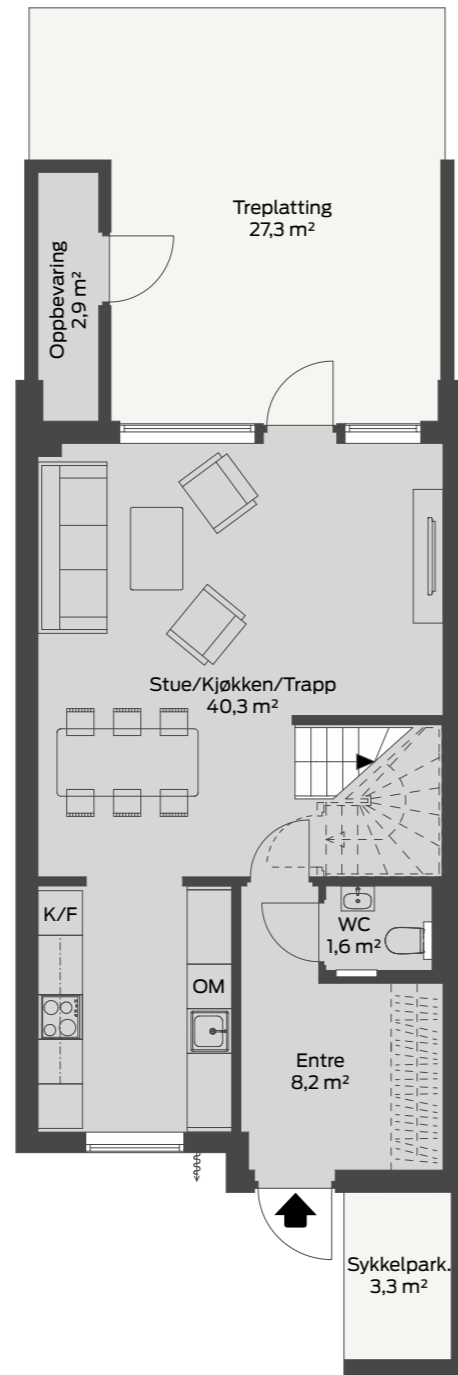 Treplatting
27,3 m²
Oppbevaring
2,9 m²
Stue/Kjøkken/Trapp
40,3 m²
K/F
OM
WC
1,6 m²
Entre
8,2 m²
Sykkelpark.
3,3 m²